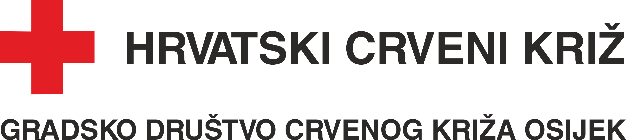 HRVATSKI CRVENI KRIŽ
GRADSKO DRUŠTVO CRVENOG KRIŽA OSIJEK